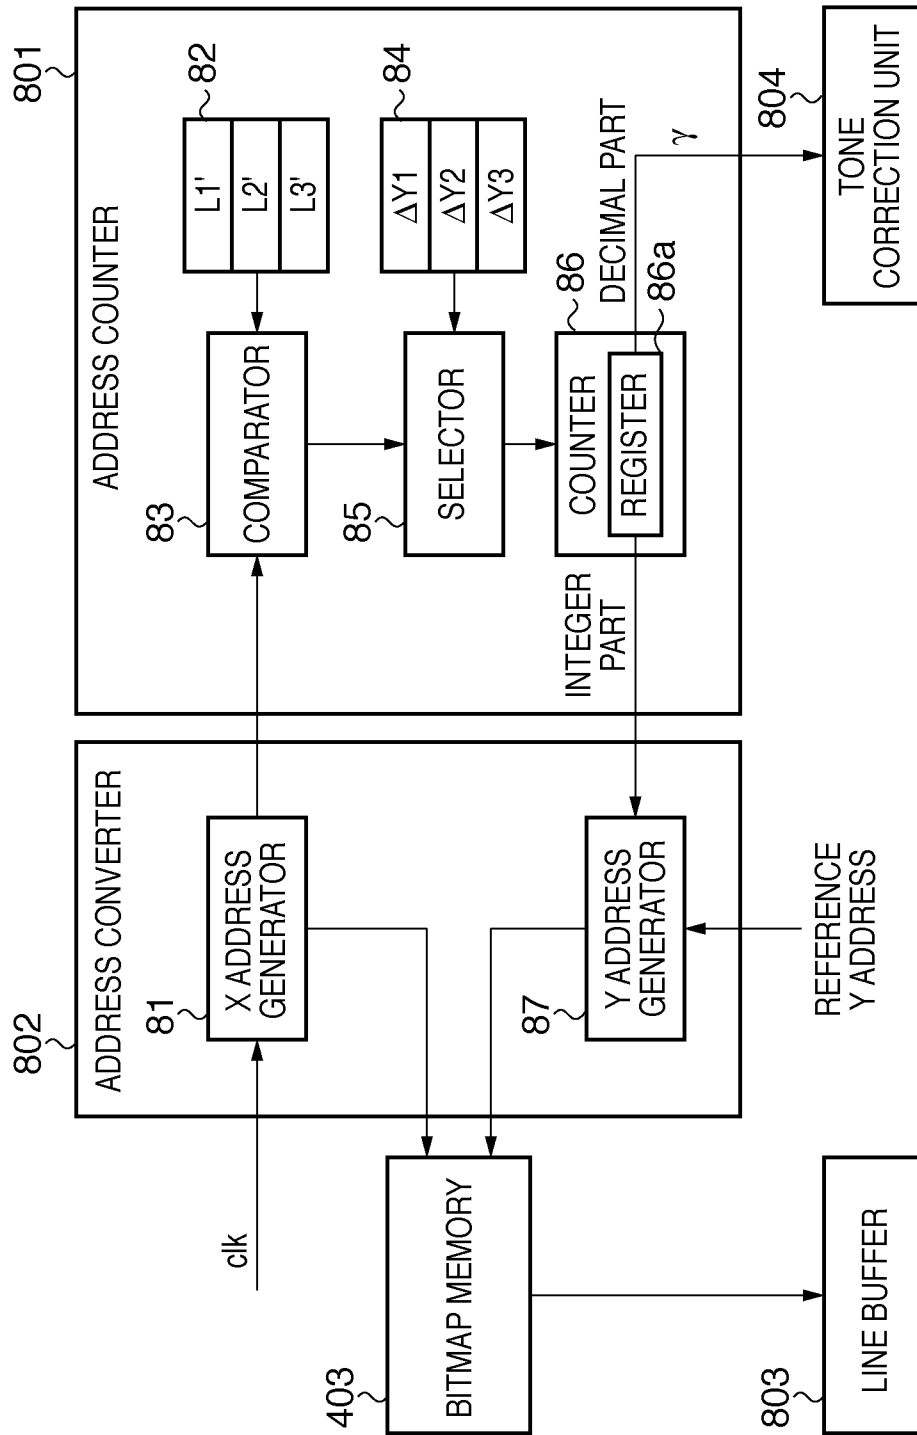 802
ADDRESS CONVERTER
801
ADDRESS COUNTER
clk
81
X ADDRESS
GENERATOR
83
COMPARATOR
82
L1'
L2'
L3'
403
BITMAP MEMORY
85
SELECTOR
84
ΔY1
ΔY2
ΔY3
87
Y ADDRESS
GENERATOR
INTEGER
PART
COUNTER
86
REGISTER
86a
DECIMAL PART
γ
REFERENCE
Y ADDRESS
803
LINE BUFFER
804
TONE
CORRECTION UNIT